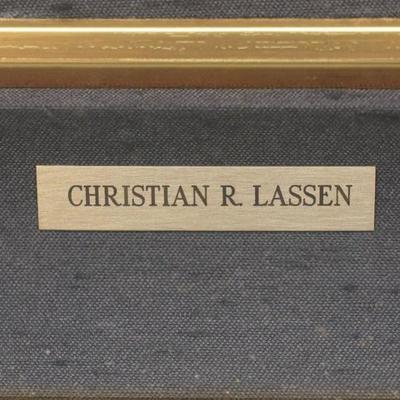 CHRISTIAN R. LASSEN